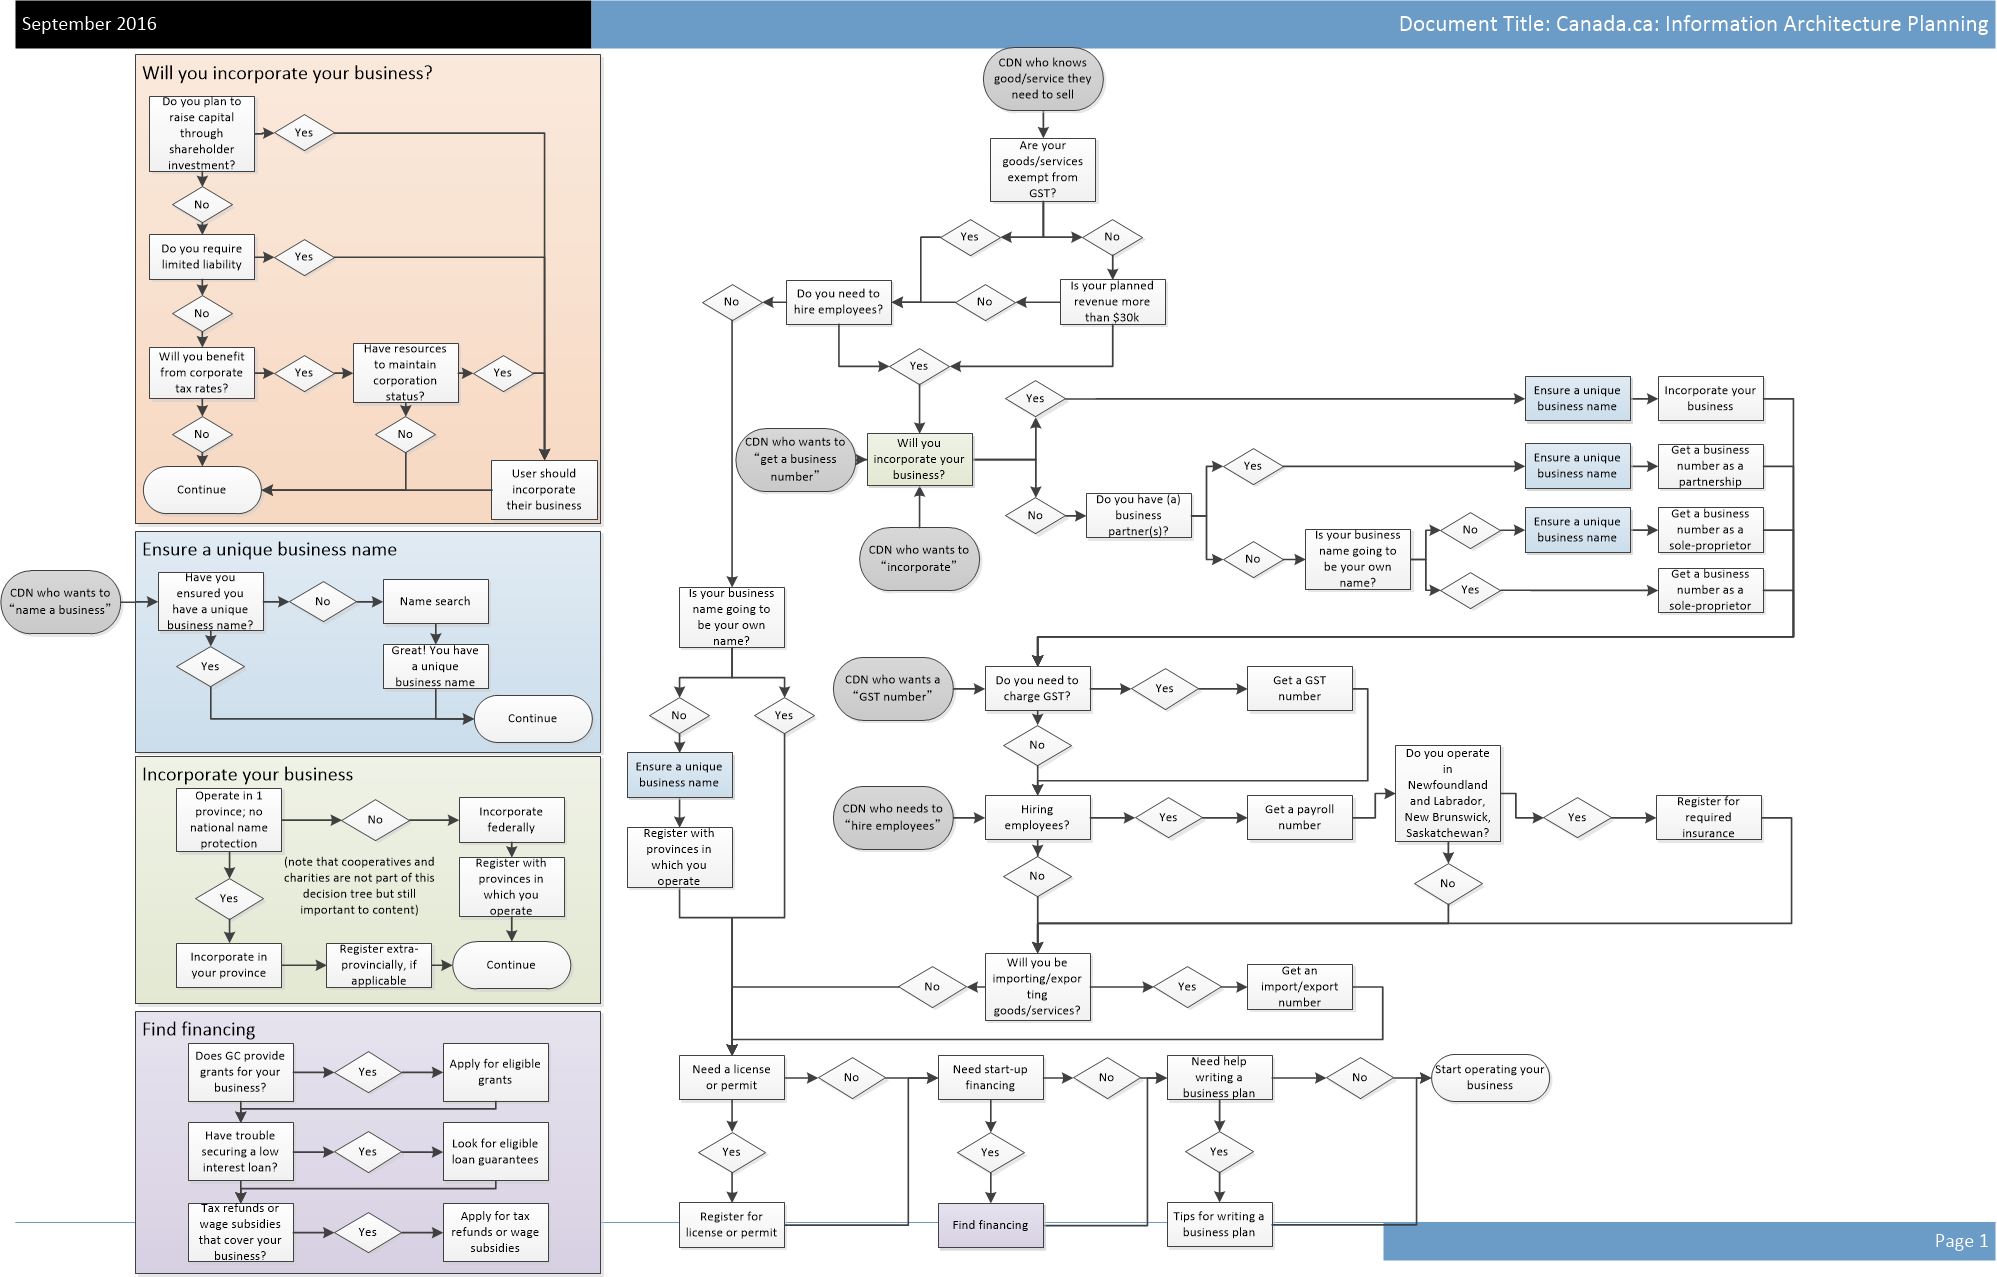 September 2016
Document Title: Canada.ca: Information Architecture Planning
Will you incorporate your business?
Do you plan to
raise capital
through
shareholder
investment?
Yes
No
Do you require
limited liability
Yes
No
Will you benefit
from corporate
tax rates?
Yes
Have resources
to maintain
corporation
status?
Yes
No
No
Continue
User should
incorporate
their business
Ensure a unique business name
CDN who wants to
“name a business”
Have you
ensured you
have a unique
business name?
No
Name search
Yes
Great! You have
a unique
business name
Continue
Incorporate your business
Operate in 1
province; no
national name
protection
No
Incorporate
federally
(note that cooperatives and
charities are not part of this
decision tree but still
important to content)
Register with
provinces in
which you
operate
Yes
Incorporate in
your province
Register extra-
provincially, if
applicable
Continue
Find financing
Does GC provide
grants for your
business?
Yes
Apply for eligible
grants
Have trouble
securing a low
interest loan?
Yes
Look for eligible
loan guarantees
Tax refunds or
wage subsidies
that cover your
business?
Yes
Apply for tax
refunds or wage
subsidies
CDN who knows
good/service they
need to sell
Are your
goods/services
exempt from
GST?
Yes
No
No
Do you need to
hire employees?
No
Is your planned
revenue more
than $30k
Yes
CDN who wants to
“get a business
number”
Will you
incorporate your
business?
CDN who wants to
“incorporate”
Yes
Ensure a unique
business name
Incorporate your
business
No
Do you have (a)
business
partner(s)?
Yes
Ensure a unique
business name
Get a business
number as a
partnership
No
Is your business
name going to
be your own
name?
No
Ensure a unique
business name
Get a business
number as a
sole-proprietor
Yes
Get a business
number as a
sole-proprietor
Is your business
name going to
be your own
name?
No
Yes
Ensure a unique
business name
Register with
provinces in
which you
operate
CDN who wants a
“GST number”
Do you need to
charge GST?
Yes
Get a GST
number
No
CDN who needs to
“hire employees”
Hiring
employees?
Yes
Get a payroll
number
Do you operate
in
Newfoundland
and Labrador,
New Brunswick,
Saskatchewan?
Yes
Register for
required
insurance
No
No
No
Will you be
importing/expor
ting
goods/services?
Yes
Get an
import/export
number
Need a license
or permit
No
Need start-up
financing
No
Need help
writing a
business plan
No
Start operating your
business
Yes
Yes
Yes
Register for
license or permit
Find financing
Tips for writing a
business plan
Page 1